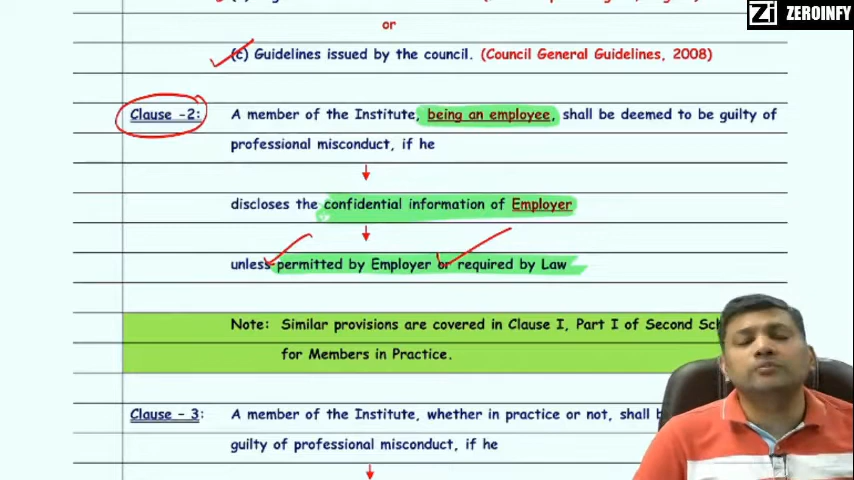 Zi ZEROINFY
or
(c) Guidelines issued by the council. (Council General Guidelines, 2008)
Clause -2: A member of the Institute, being an employee, shall be deemed to be guilty of
professional misconduct, if he
discloses the confidential information of Employer
unless permitted by Employer or required by Law
Note: Similar provisions are covered in Clause I, Part I of Second
for Members in Practice.
Clause – 3: A member of the Institute, whether in practice or not, shall
guilty of professional misconduct, if he